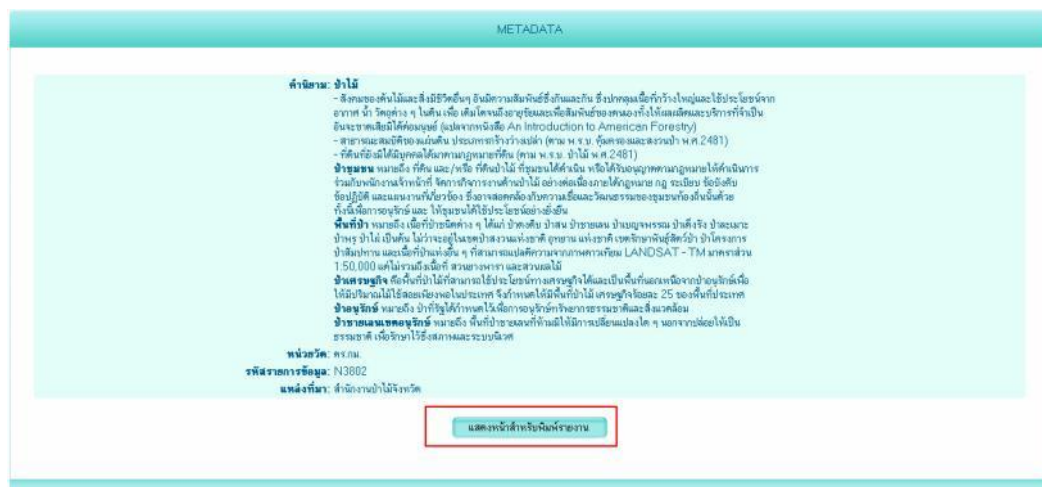 METADATA
คำนิยาม: ป่าไม้
- สังคมของต้นไม้และสิ่งมีชีวิตอื่นๆ อันมีความสัมพันธ์ซึ่งกันและกัน ซึ่งปกคลุมเนื้อที่กว้างใหญ่และใช้ประโยชน์จาก
อากาศ น้ำ วัตถุต่าง ๆ ในดิน เพื่อ เติบโตจนถึงอายุขัยและเพื่อสืบพันธ์ของตนเองทั้งให้ผลผลิตและบริการที่จำเป็น
อันจะขาดเสียมิได้ต่อมนุษย์ (แปลจากหนังสือ An Introduction to American Forestry)
- สาธารณะสมบัติของแผ่นดิน ประเภทรกร้างว่างเปล่า (ตาม พ.ร.บ. คุ้มครองและสงวนป่า พ.ศ.2481)
- ที่ดินที่ยังมิได้มีบุคคลได้มาตามกฎหมายที่ดิน (ตาม พ.ร.บ. ป่าไม้ พ.ศ.2481)
ป่าชุมชน หมายถึง ที่ดิน และ/หรือ ที่ดินป่าไม้ ที่ชุมชนได้ดำเนิน หรือได้รับอนุญาตตามกฎหมายให้ดำเนินการ
ร่วมกับพนักงานเจ้าหน้าที่ จัดการกิจการงานด้านป่าไม้ อย่างต่อเนื่องภายใต้กฎหมาย กฎ ระเบียบ ข้อบังคับ
ข้อปฏิบัติ และแผนงานที่เกี่ยวข้อง ซึ่งอาจสอดคล้องกับความเชื่อและวัฒนธรรมของชุมชนท้องถิ่นนั้นด้วย
ทั้งนี้เพื่อการอนุรักษ์และ ให้ชุมชนได้ใช้ประโยชน์อย่างยั่งยืน
พื้นที่ป่า หมายถึง เนื้อที่ป่าชนิดต่าง ๆ ได้แก่ ป่าดงดิบ ป่าสน ป่าชายเลน ป่าเบญจพรรณ ป่าเต็งรัง ป่าละเมาะ
ป่าพรุ ป่าไผ่ เป็นต้น ไม่ว่าจะอยู่ในเขตป่าสงวนแห่งชาติ อุทยาน แห่งชาติ เขตรักษาพันธุ์สัตว์ป่า ป่าโครงการ
ป่าสัมปทาน และเนื้อที่ป่าแห่งอื่น ๆ ที่สามารถแปลตีความจากภาพดาวเทียม LANDSAT - TM มาตราส่วน
1:50,000 แต่ไม่รวมถึงเนื้อที่ สวนยางพารา และสวนผลไม้
ป่าเศรษฐกิจ คือพื้นที่ป่าไม้ที่สามารถใช้ประโยชน์ทางเศรษฐกิจได้และเป็นพื้นที่นอกเหนือจากป่าอนุรักษ์เพื่อ
ให้มีปริมาณไม้ใช้สอยเพียงพอในประเทศ จึงกำหนดให้มีพื้นที่ป่าไม้ เศรษฐกิจร้อยละ 25 ของพื้นที่ประเทศ
ป่าอนุรักษ์ หมายถึง ป่าที่รัฐได้กำหนดไว้เพื่อการอนุรักษ์ทรัพยากรธรรมชาติและสิ่งแวดล้อม
ป่าชายเลนเขตอนุรักษ์ หมายถึง พื้นที่ป่าชายเลนที่ห้ามมิให้มีการเปลี่ยนแปลงใด ๆ นอกจากปล่อยให้เป็น
ธรรมชาติ เพื่อรักษาไว้ซึ่งสภาพและระบบนิเวศ
หน่วยวัด: ตร.กม.
รหัสรายการข้อมูล: N3802
แหล่งที่มา: สำนักงานป่าไม้จังหวัด
แสดงหน้าสำหรับพิมพ์รายงาน